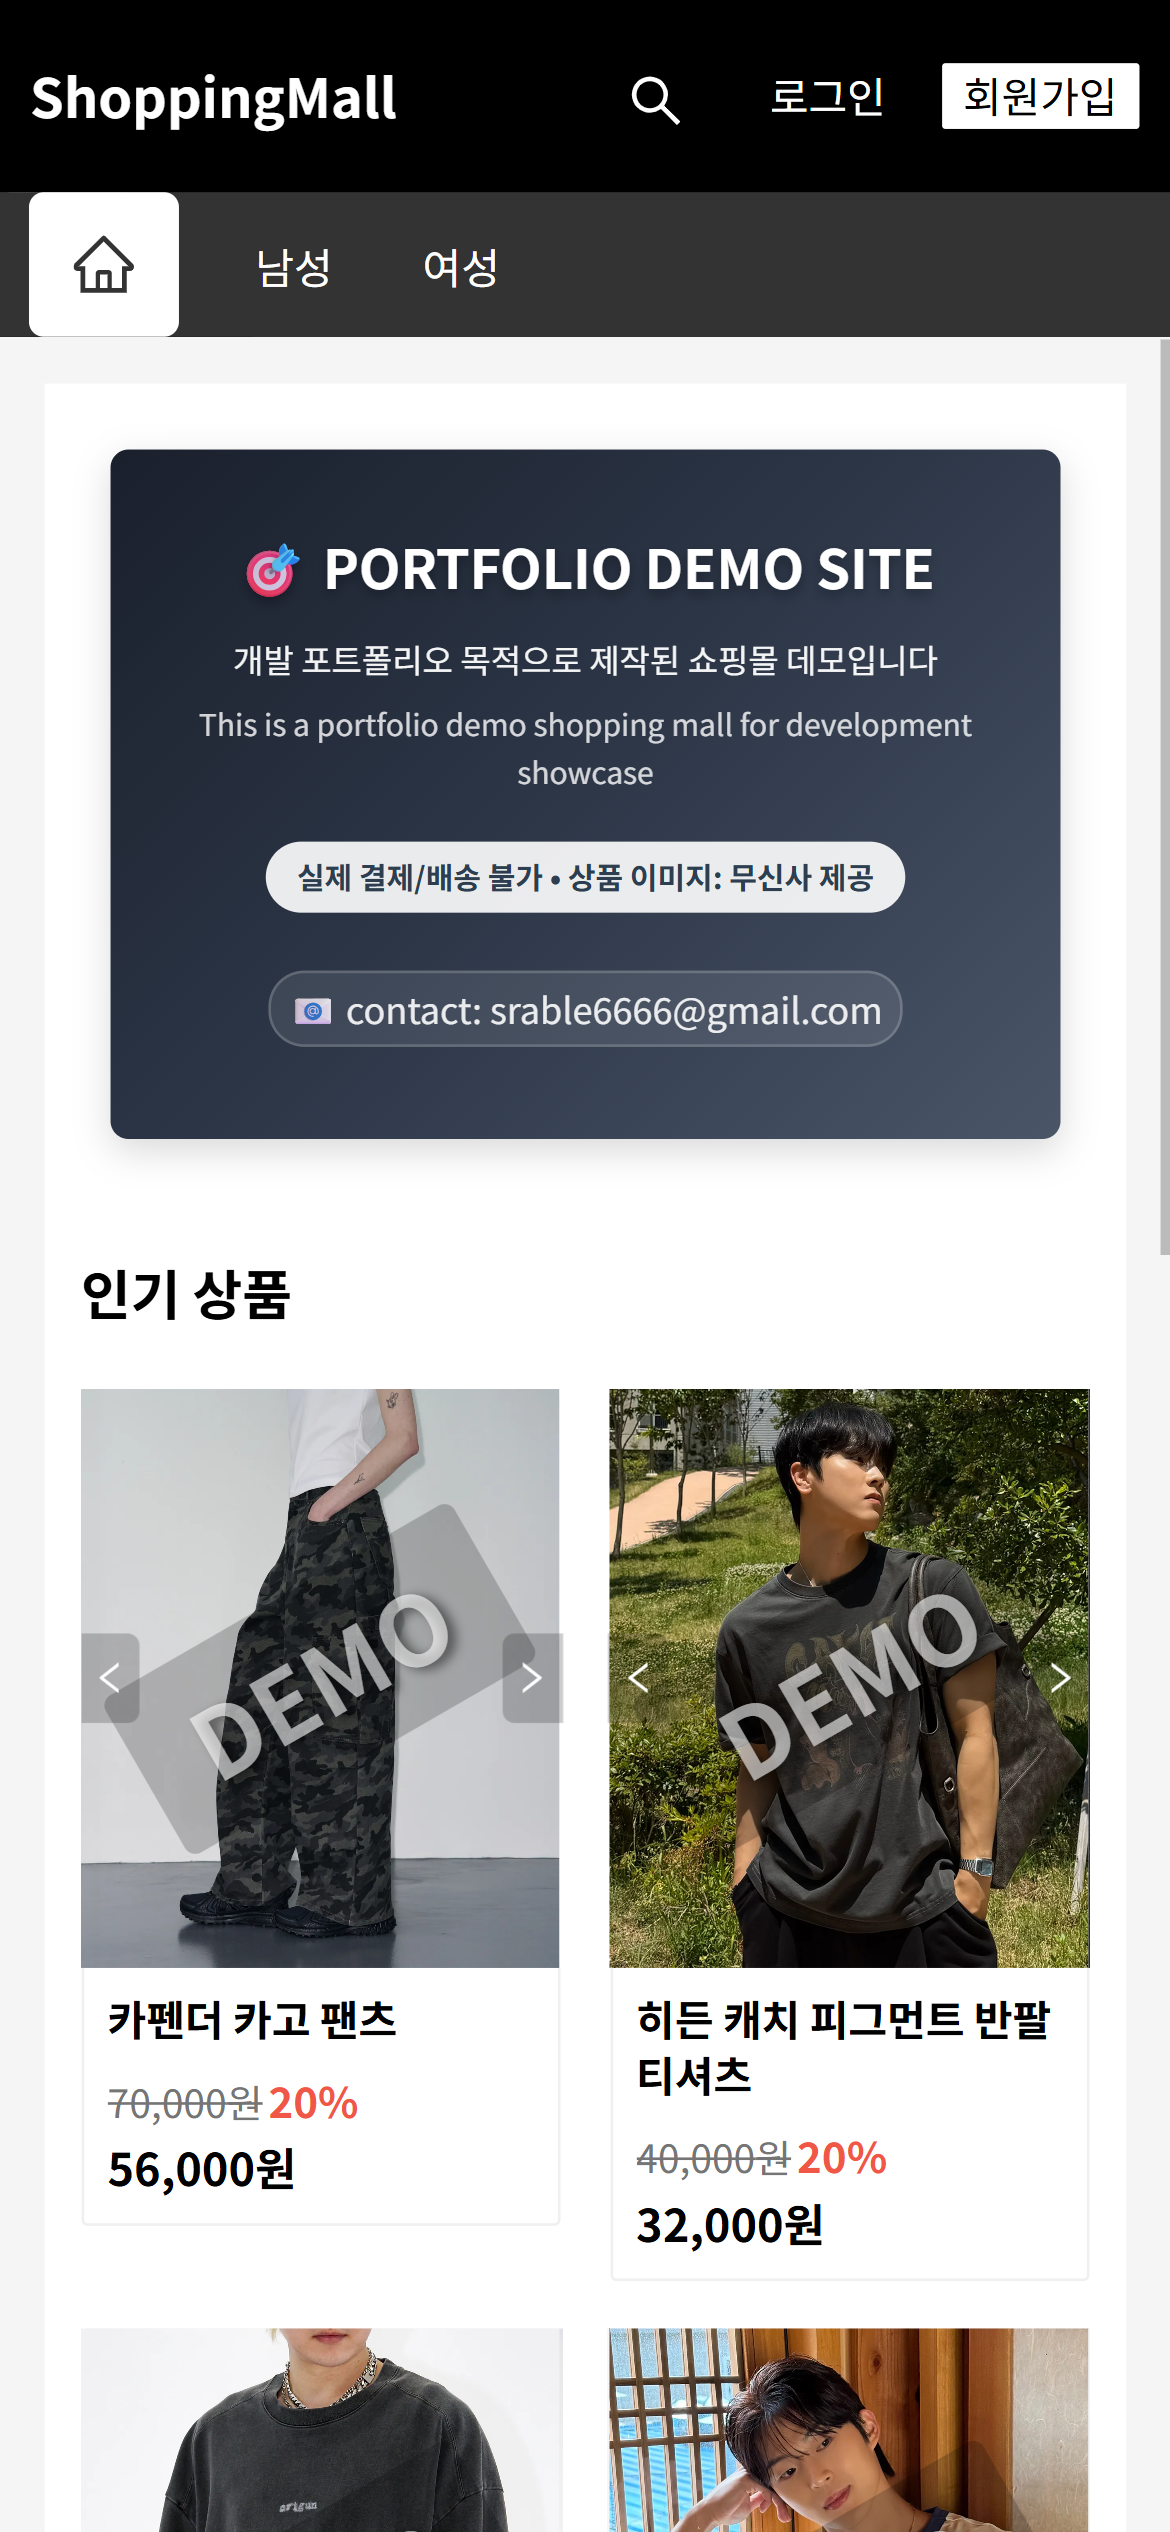 ShoppingMall
로그인
회원가입
남성
여성
🎯 PORTFOLIO DEMO SITE
개발 포트폴리오 목적으로 제작된 쇼핑몰 데모입니다
This is a portfolio demo shopping mall for development
showcase
실제 결제/배송 불가 • 상품 이미지: 무신사 제공
📧 contact: srable6666@gmail.com
인기 상품
DEMO
DEMO
카펜더 카고 팬츠
70,000원 20%
56,000원
히든 캐치 피그먼트 반팔
티셔츠
40,000원 20%
32,000원
artgun